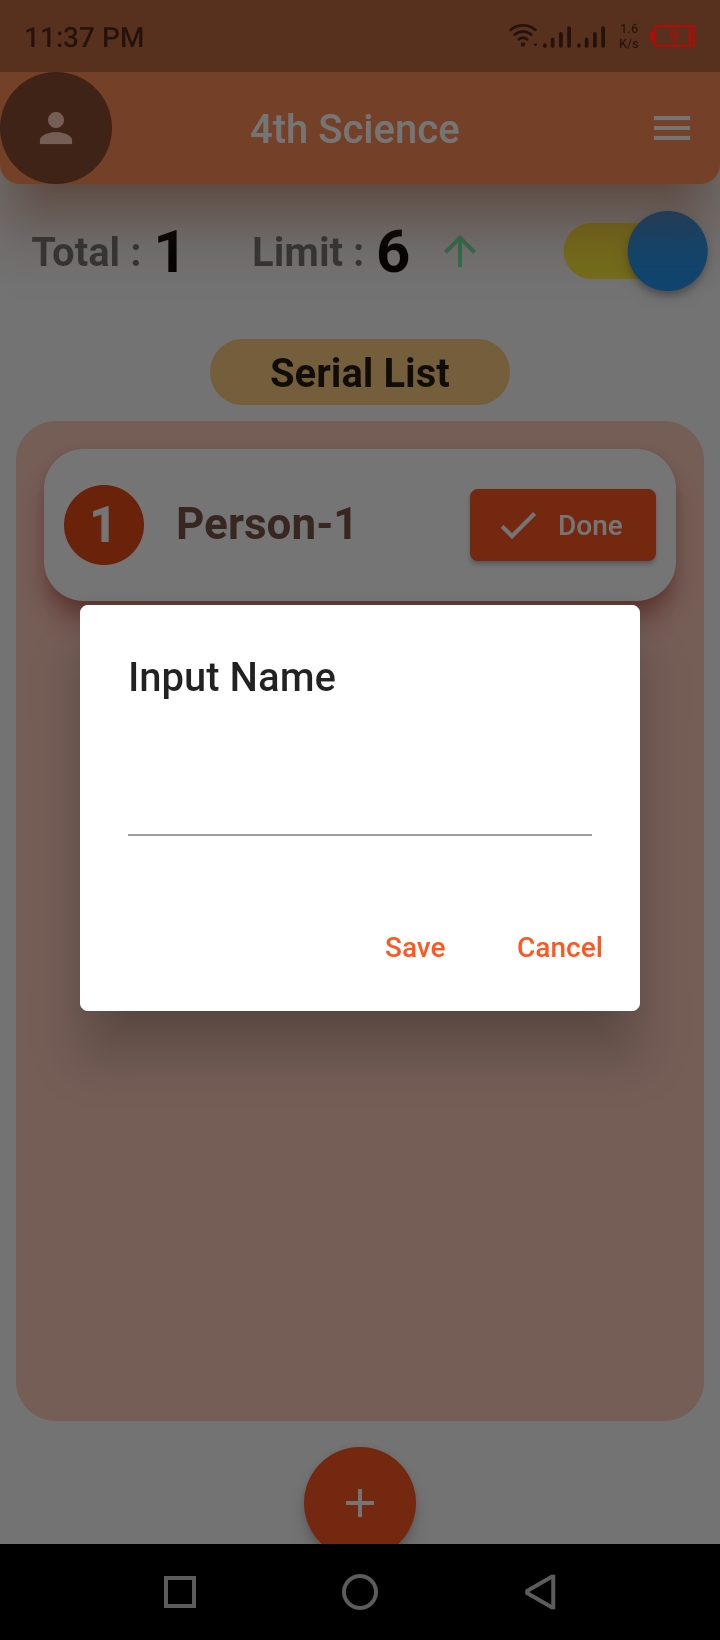 11:37 PM 1.6 K/s
4th Science
Total : 1 Limit : 6
Serial List
1 Person-1 Done
Input Name
Save Cancel